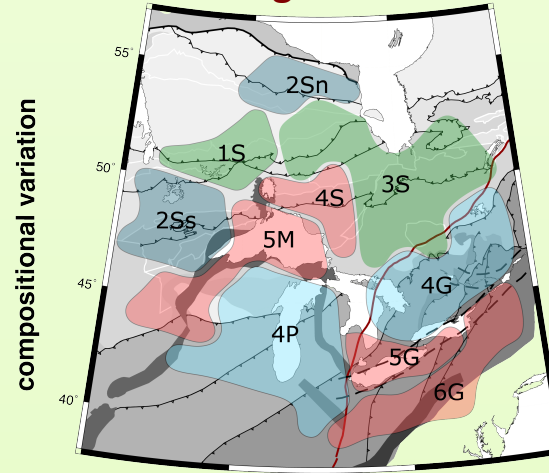 compositional variation
55°
50°
45°
40°
2Sn
1S
4S
3S
2Ss
5M
4G
4P
5G
6G